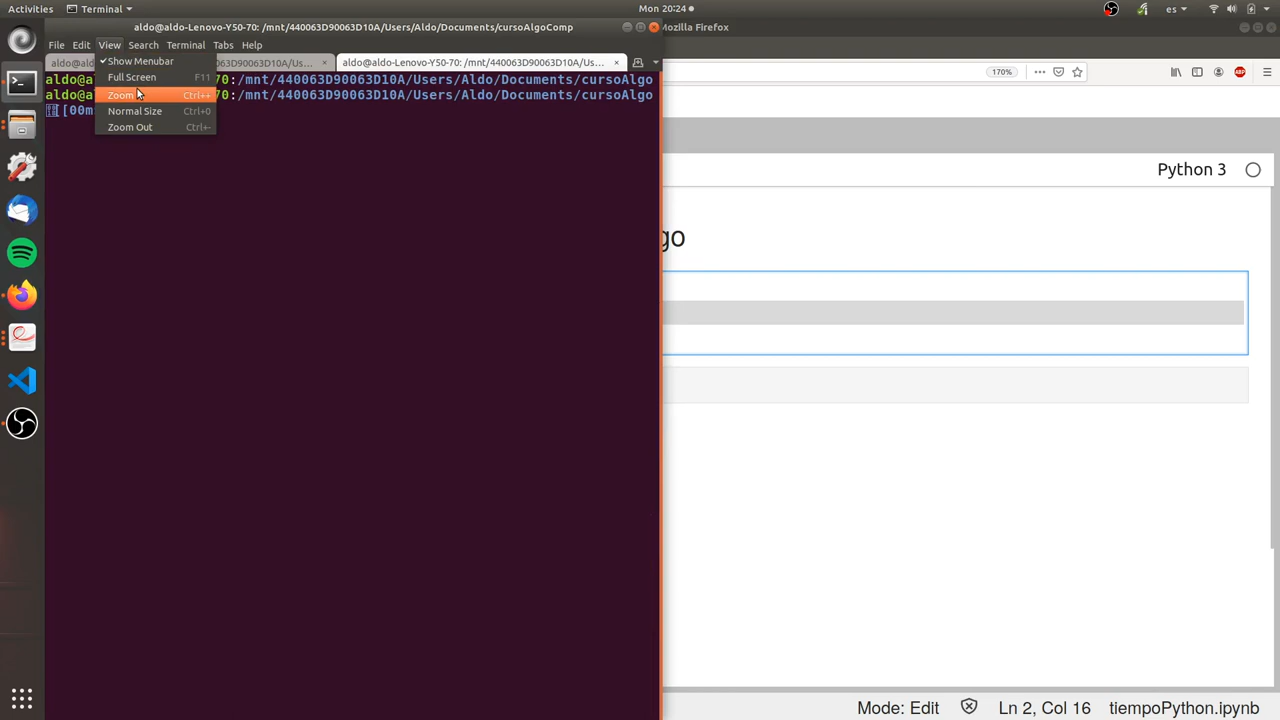 Activities Terminal Mon 20:24 es
aldo@aldo-Lenovo-Y50-70: /mnt/440063D90063D10A/Users/Aldo/Documents/cursoAlgoComp
Mozilla Firefox
File Edit View Search Terminal Tabs Help
0063D90063D10A/Us...
aldo@aldo-Lenovo-Y50-70: /mnt/440063D90063D10A/Us...
Show Menubar
Full Screen F11
Zoom Ctrl++
Normal Size Ctrl+0
Zoom Out Ctrl+-
70:/mnt/440063D90063D10A/Users/Aldo/Documents/cursoAlgo
70:/mnt/440063D90063D10A/Users/Aldo/Documents/cursoAlgo
[[00m
170%
ABP
Python 3
go
Mode: Edit Ln 2, Col 16 tiempoPython.ipynb